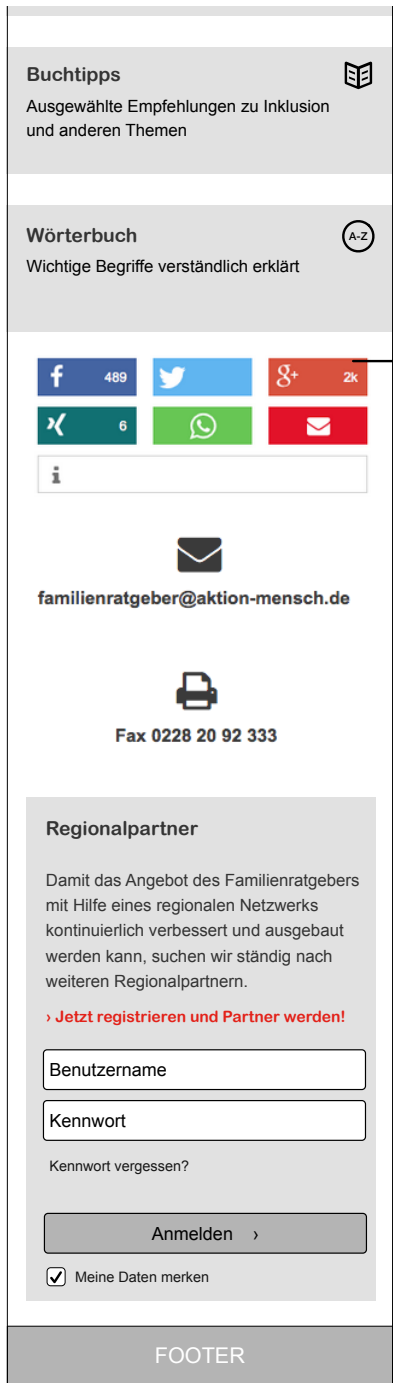 Buchtipps
Ausgewählte Empfehlungen zu Inklusion
und anderen Themen
Wörterbuch
A-Z
Wichtige Begriffe verständlich erklärt
f 489
g+ 2k
6
i
familienratgeber@aktion-mensch.de
Fax 0228 20 92 333
Regionalpartner
Damit das Angebot des Familienratgebers
mit Hilfe eines regionalen Netzwerks
kontinuierlich verbessert und ausgebaut
werden kann, suchen wir ständig nach
weiteren Regionalpartnern.
› Jetzt registrieren und Partner werden!
Benutzername
Kennwort
Kennwort vergessen?
Anmelden ›
Meine Daten merken
FOOTER